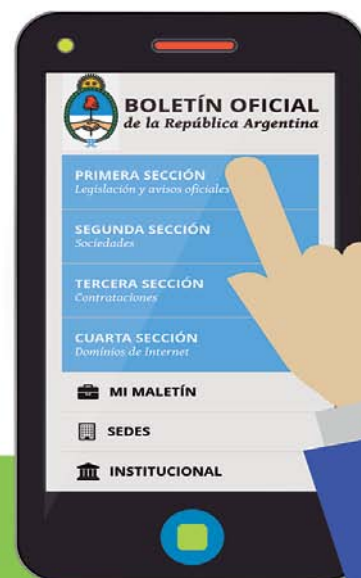 BOLETÍN OFICIAL
de la República Argentina
PRIMERA SECCIÓN
Legislación y avisos oficiales
SEGUNDA SECCIÓN
Sociedades
TERCERA SECCIÓN
Contrataciones
CUARTA SECCIÓN
Dominios de Internet
MI MALETÍN
SEDES
INSTITUCIONAL